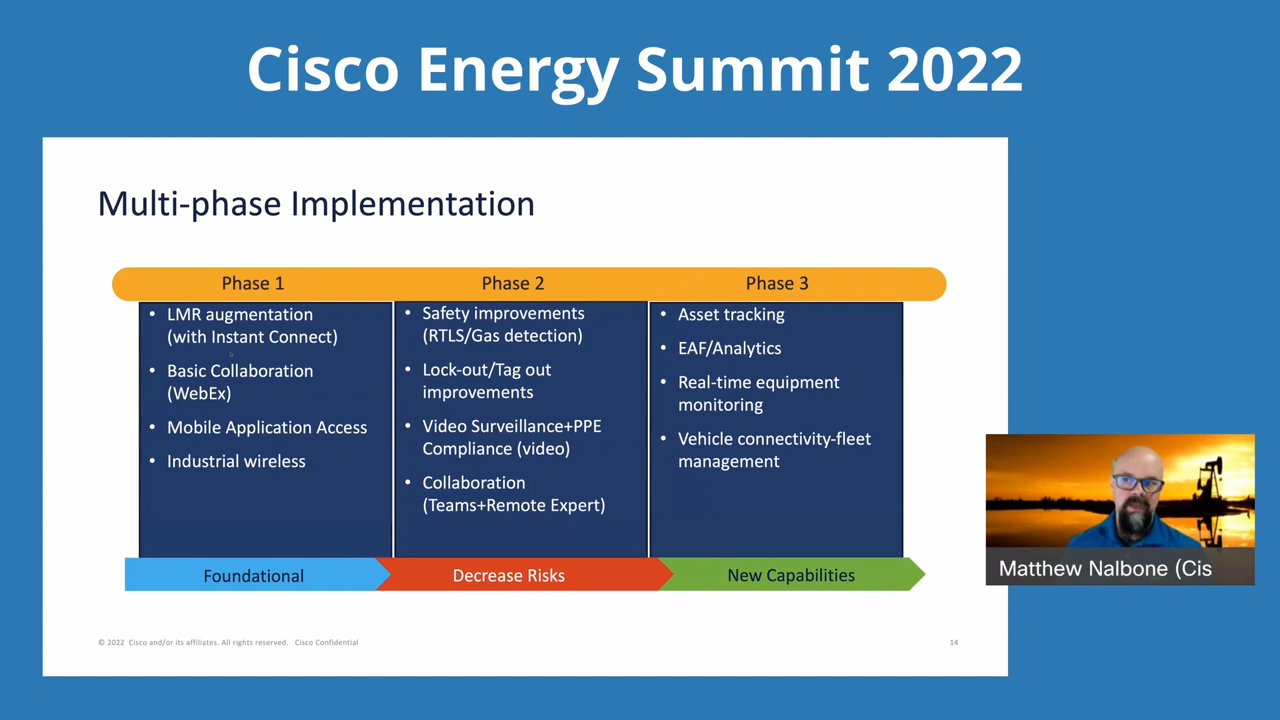 Cisco Energy Summit 2022
Multi-phase Implementation
Phase 1
Phase 2
Phase 3
• LMR augmentation
(with Instant Connect)
• Basic Collaboration
(WebEx)
• Mobile Application Access
• Industrial wireless
• Safety improvements
(RTLS/Gas detection)
• Lock-out/Tag out
improvements
• Video Surveillance+PPE
Compliance (video)
• Collaboration
(Teams+Remote Expert)
• Asset tracking
• EAF/Analytics
• Real-time equipment
monitoring
• Vehicle connectivity-fleet
management
Foundational
Decrease Risks
New Capabilities
© 2022 Cisco and/or its affiliates. All rights reserved. Cisco Confidential
14
Matthew Nalbone (Cis